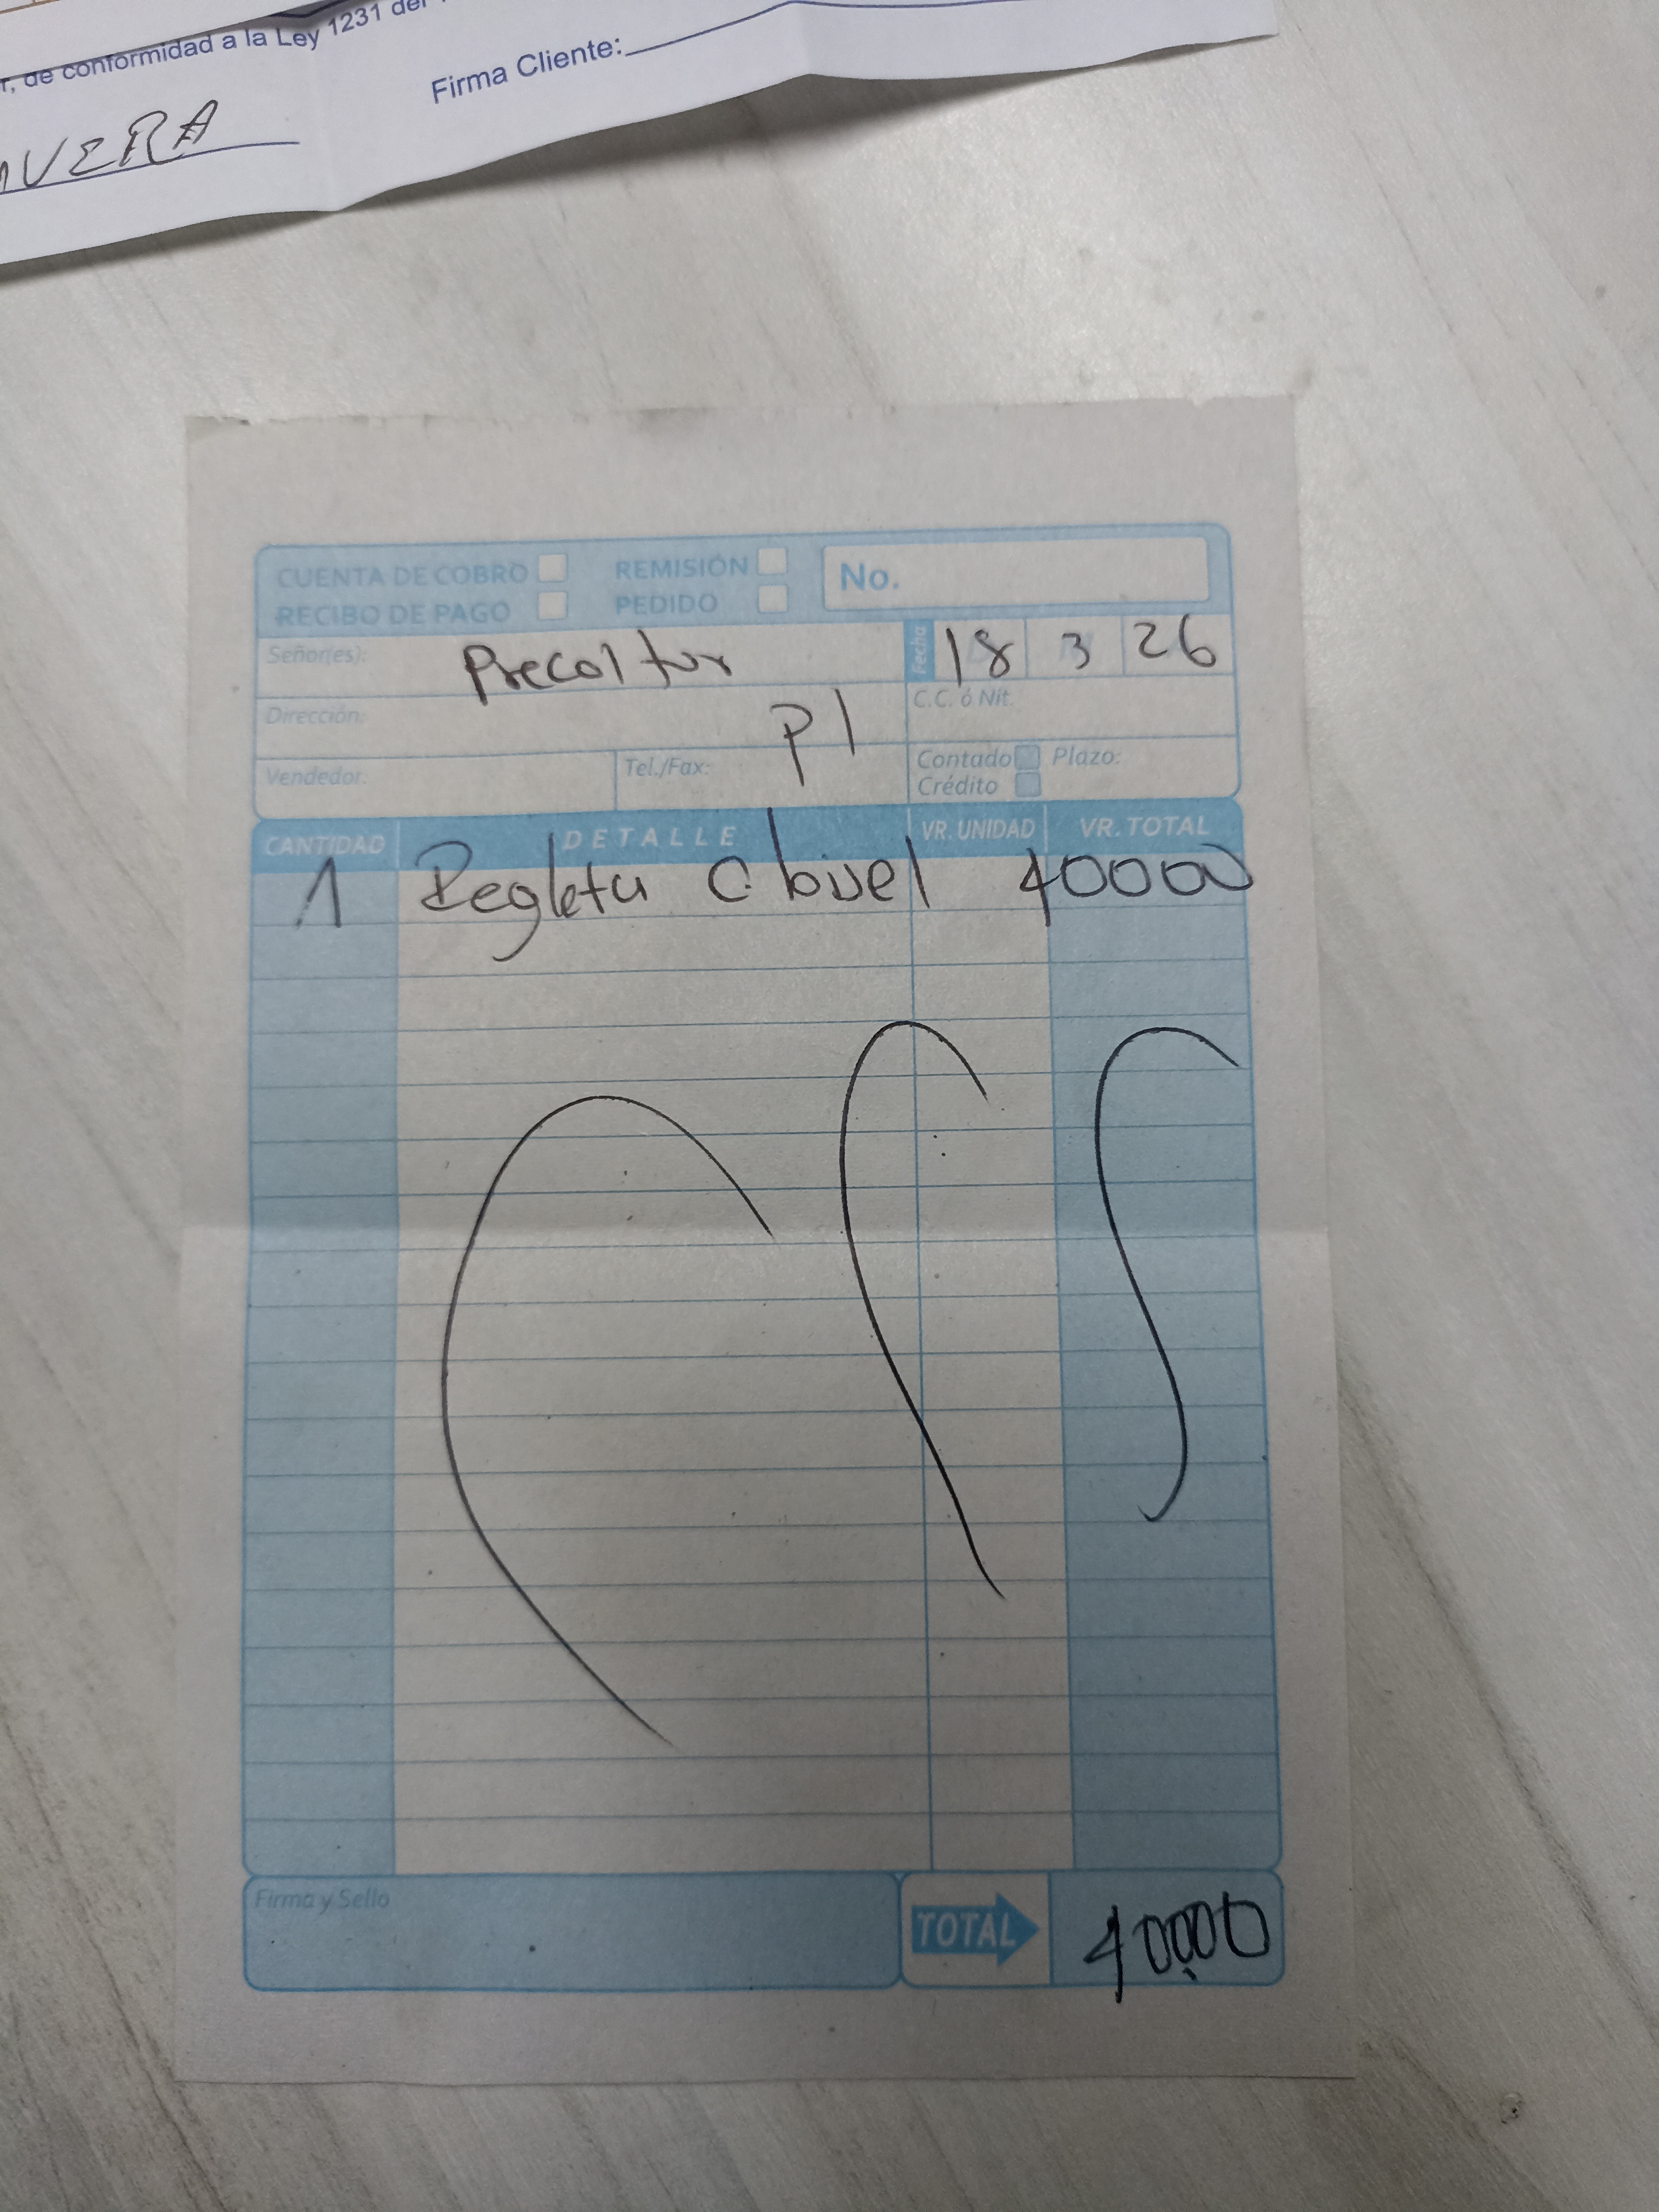 r, de conformidad a la Ley 1231 del
Firma Cliente:
VERA
CUENTA DE COBRO REMISIÓN No.
RECIBO DE PAGO PEDIDO
Señor(es): Precoltur Fecha 18 3 26
Dirección: P1 C.C. ó Nit.
Vendedor: Tel./Fax: Contado Plazo:
Crédito
CANTIDAD DETALLE VR. UNIDAD VR. TOTAL
1 Regleta C. bisel 40000
Firma y Sello TOTAL 40.000